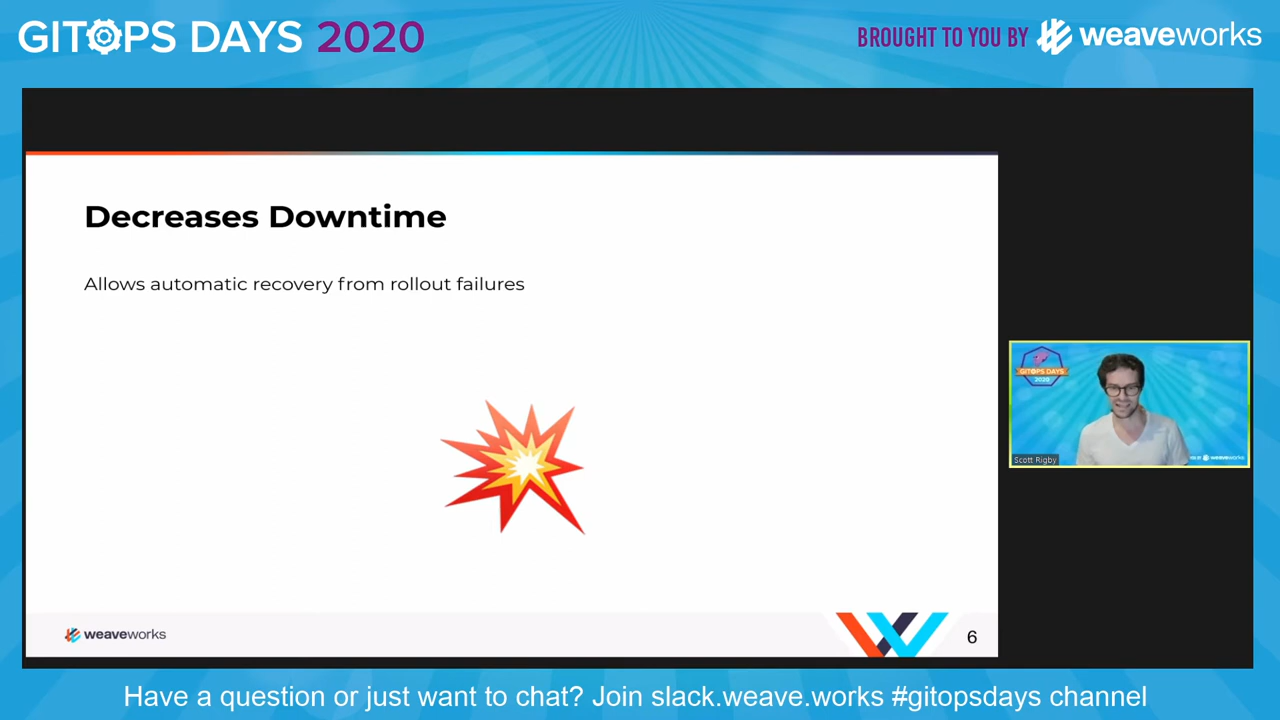 GITOPS DAYS 2020
BROUGHT TO YOU BY weaveworks
Decreases Downtime
Allows automatic recovery from rollout failures
GITOPS DAYS
2020
Scott Rigby
weaveworks
weaveworks
6
Have a question or just want to chat? Join slack.weave.works #gitopsdays channel